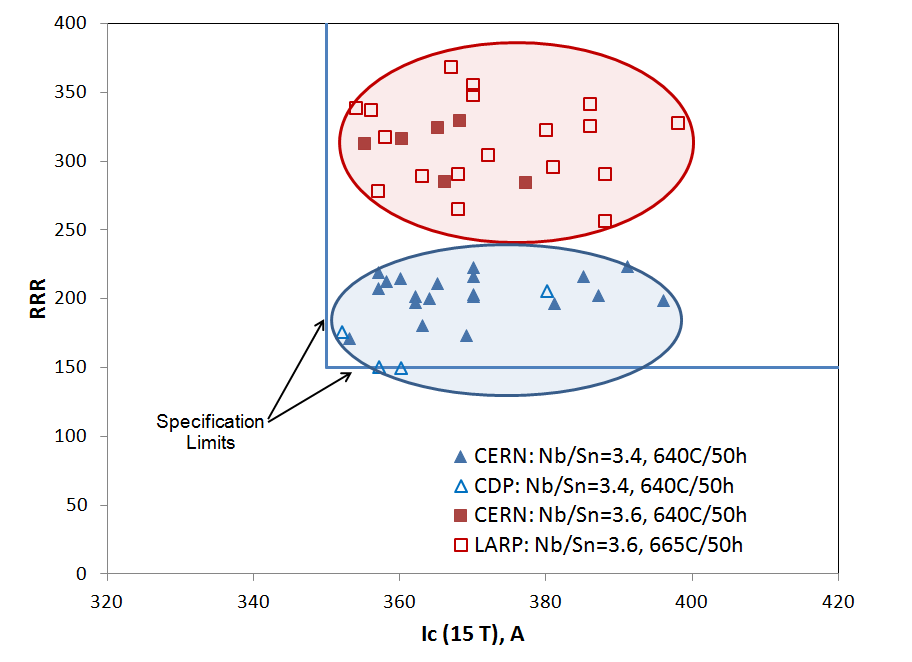 400
350
300
250
200
150
100
50
0
RRR
Specification
Limits
CERN: Nb/Sn=3.4, 640C/50h
CDP: Nb/Sn=3.4, 640C/50h
CERN: Nb/Sn=3.6, 640C/50h
LARP: Nb/Sn=3.6, 665C/50h
320 340 360 380 400 420
Ic (15 T), A